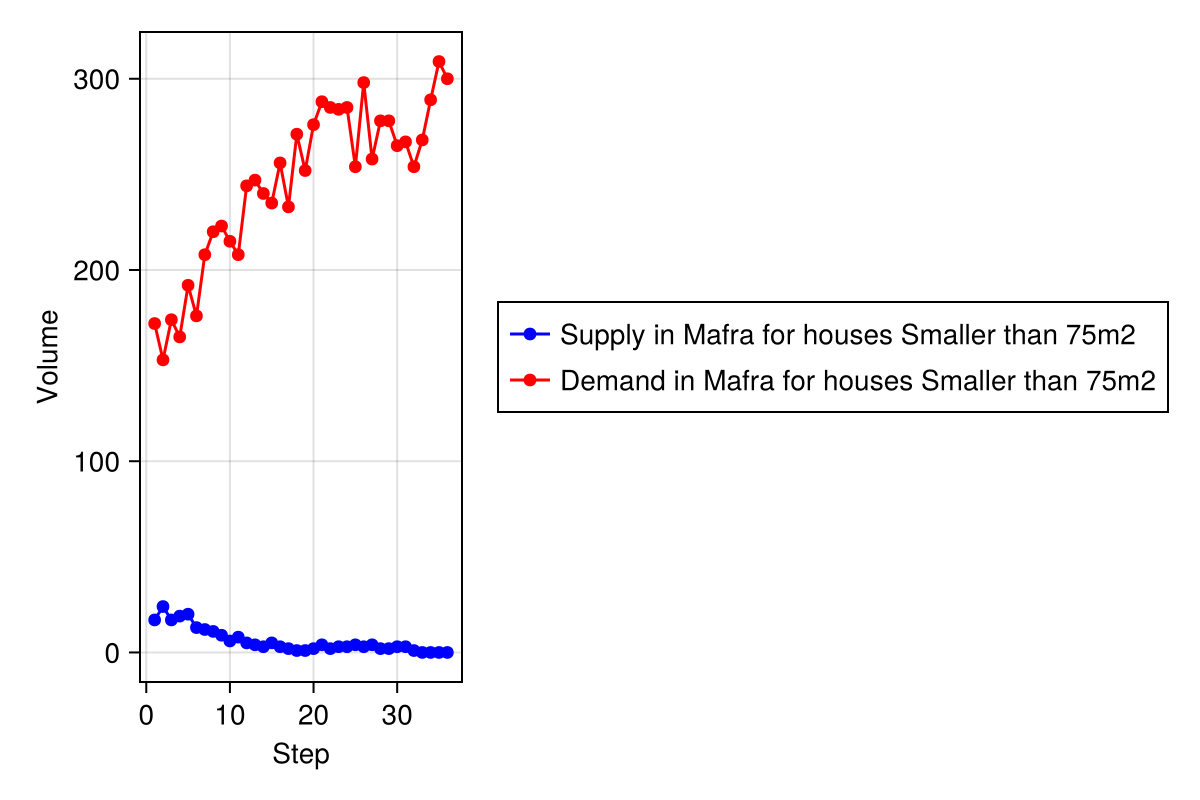 300
200
100
0
Volume
0 10 20 30
Step
Supply in Mafra for houses Smaller than 75m2
Demand in Mafra for houses Smaller than 75m2